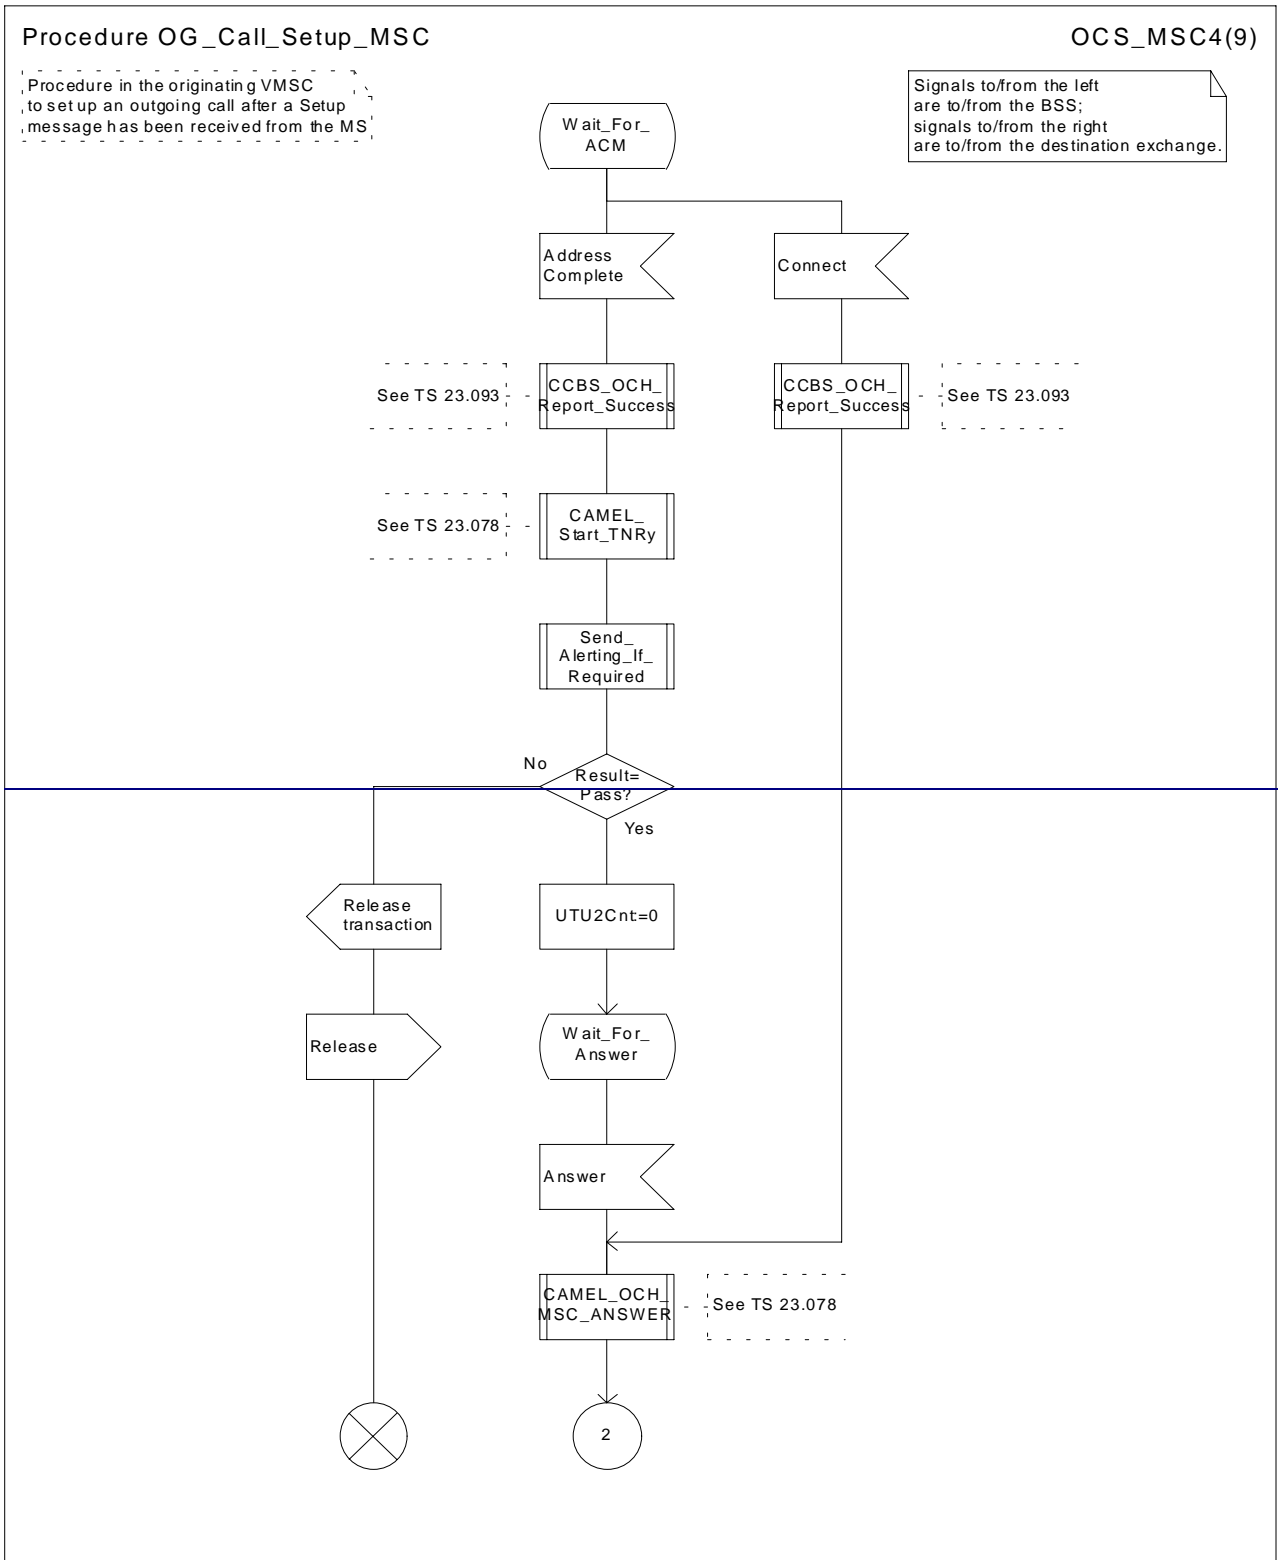 Procedure OG_Call_Setup_MSC
OCS_MSC4(9)
Procedure in the originating VMSC
to set up an outgoing call after a Setup
message has been received from the MS
Signals to/from the left
are to/from the BSS;
signals to/from the right
are to/from the destination exchange.
Wait_For_
ACM
Address
Complete
Connect
See TS 23.093
CCBS_OCH_
Report_Success
CCBS_OCH_
Report_Success
See TS 23.093
See TS 23.078
CAMEL_
Start_TNRy
Send_
Alerting_If_
Required
No
Result=
Pass?
Yes
Release
transaction
UTU2Cnt:=0
Release
Wait_For_
Answer
Answer
CAMEL_OCH_
MSC_ANSWER
See TS 23.078
2